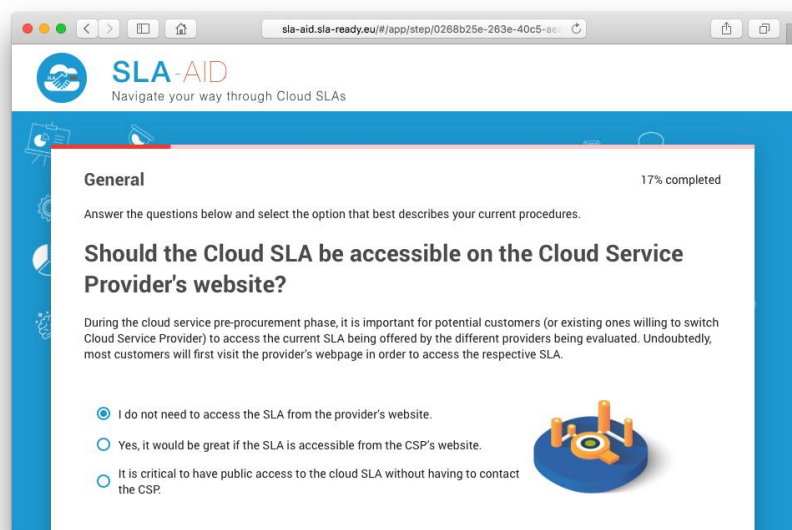 sla-aid.sla-ready.eu/#/app/step/0268b25e-263e-40c5-aea
SLA-AID
Navigate your way through Cloud SLAs
General
17% completed
Answer the questions below and select the option that best describes your current procedures.
Should the Cloud SLA be accessible on the Cloud Service
Provider's website?
During the cloud service pre-procurement phase, it is important for potential customers (or existing ones willing to switch
Cloud Service Provider) to access the current SLA being offered by the different providers being evaluated. Undoubtedly,
most customers will first visit the provider's webpage in order to access the respective SLA.
I do not need to access the SLA from the provider's website.
Yes, it would be great if the SLA is accessible from the CSP's website.
It is critical to have public access to the cloud SLA without having to contact
the CSP.